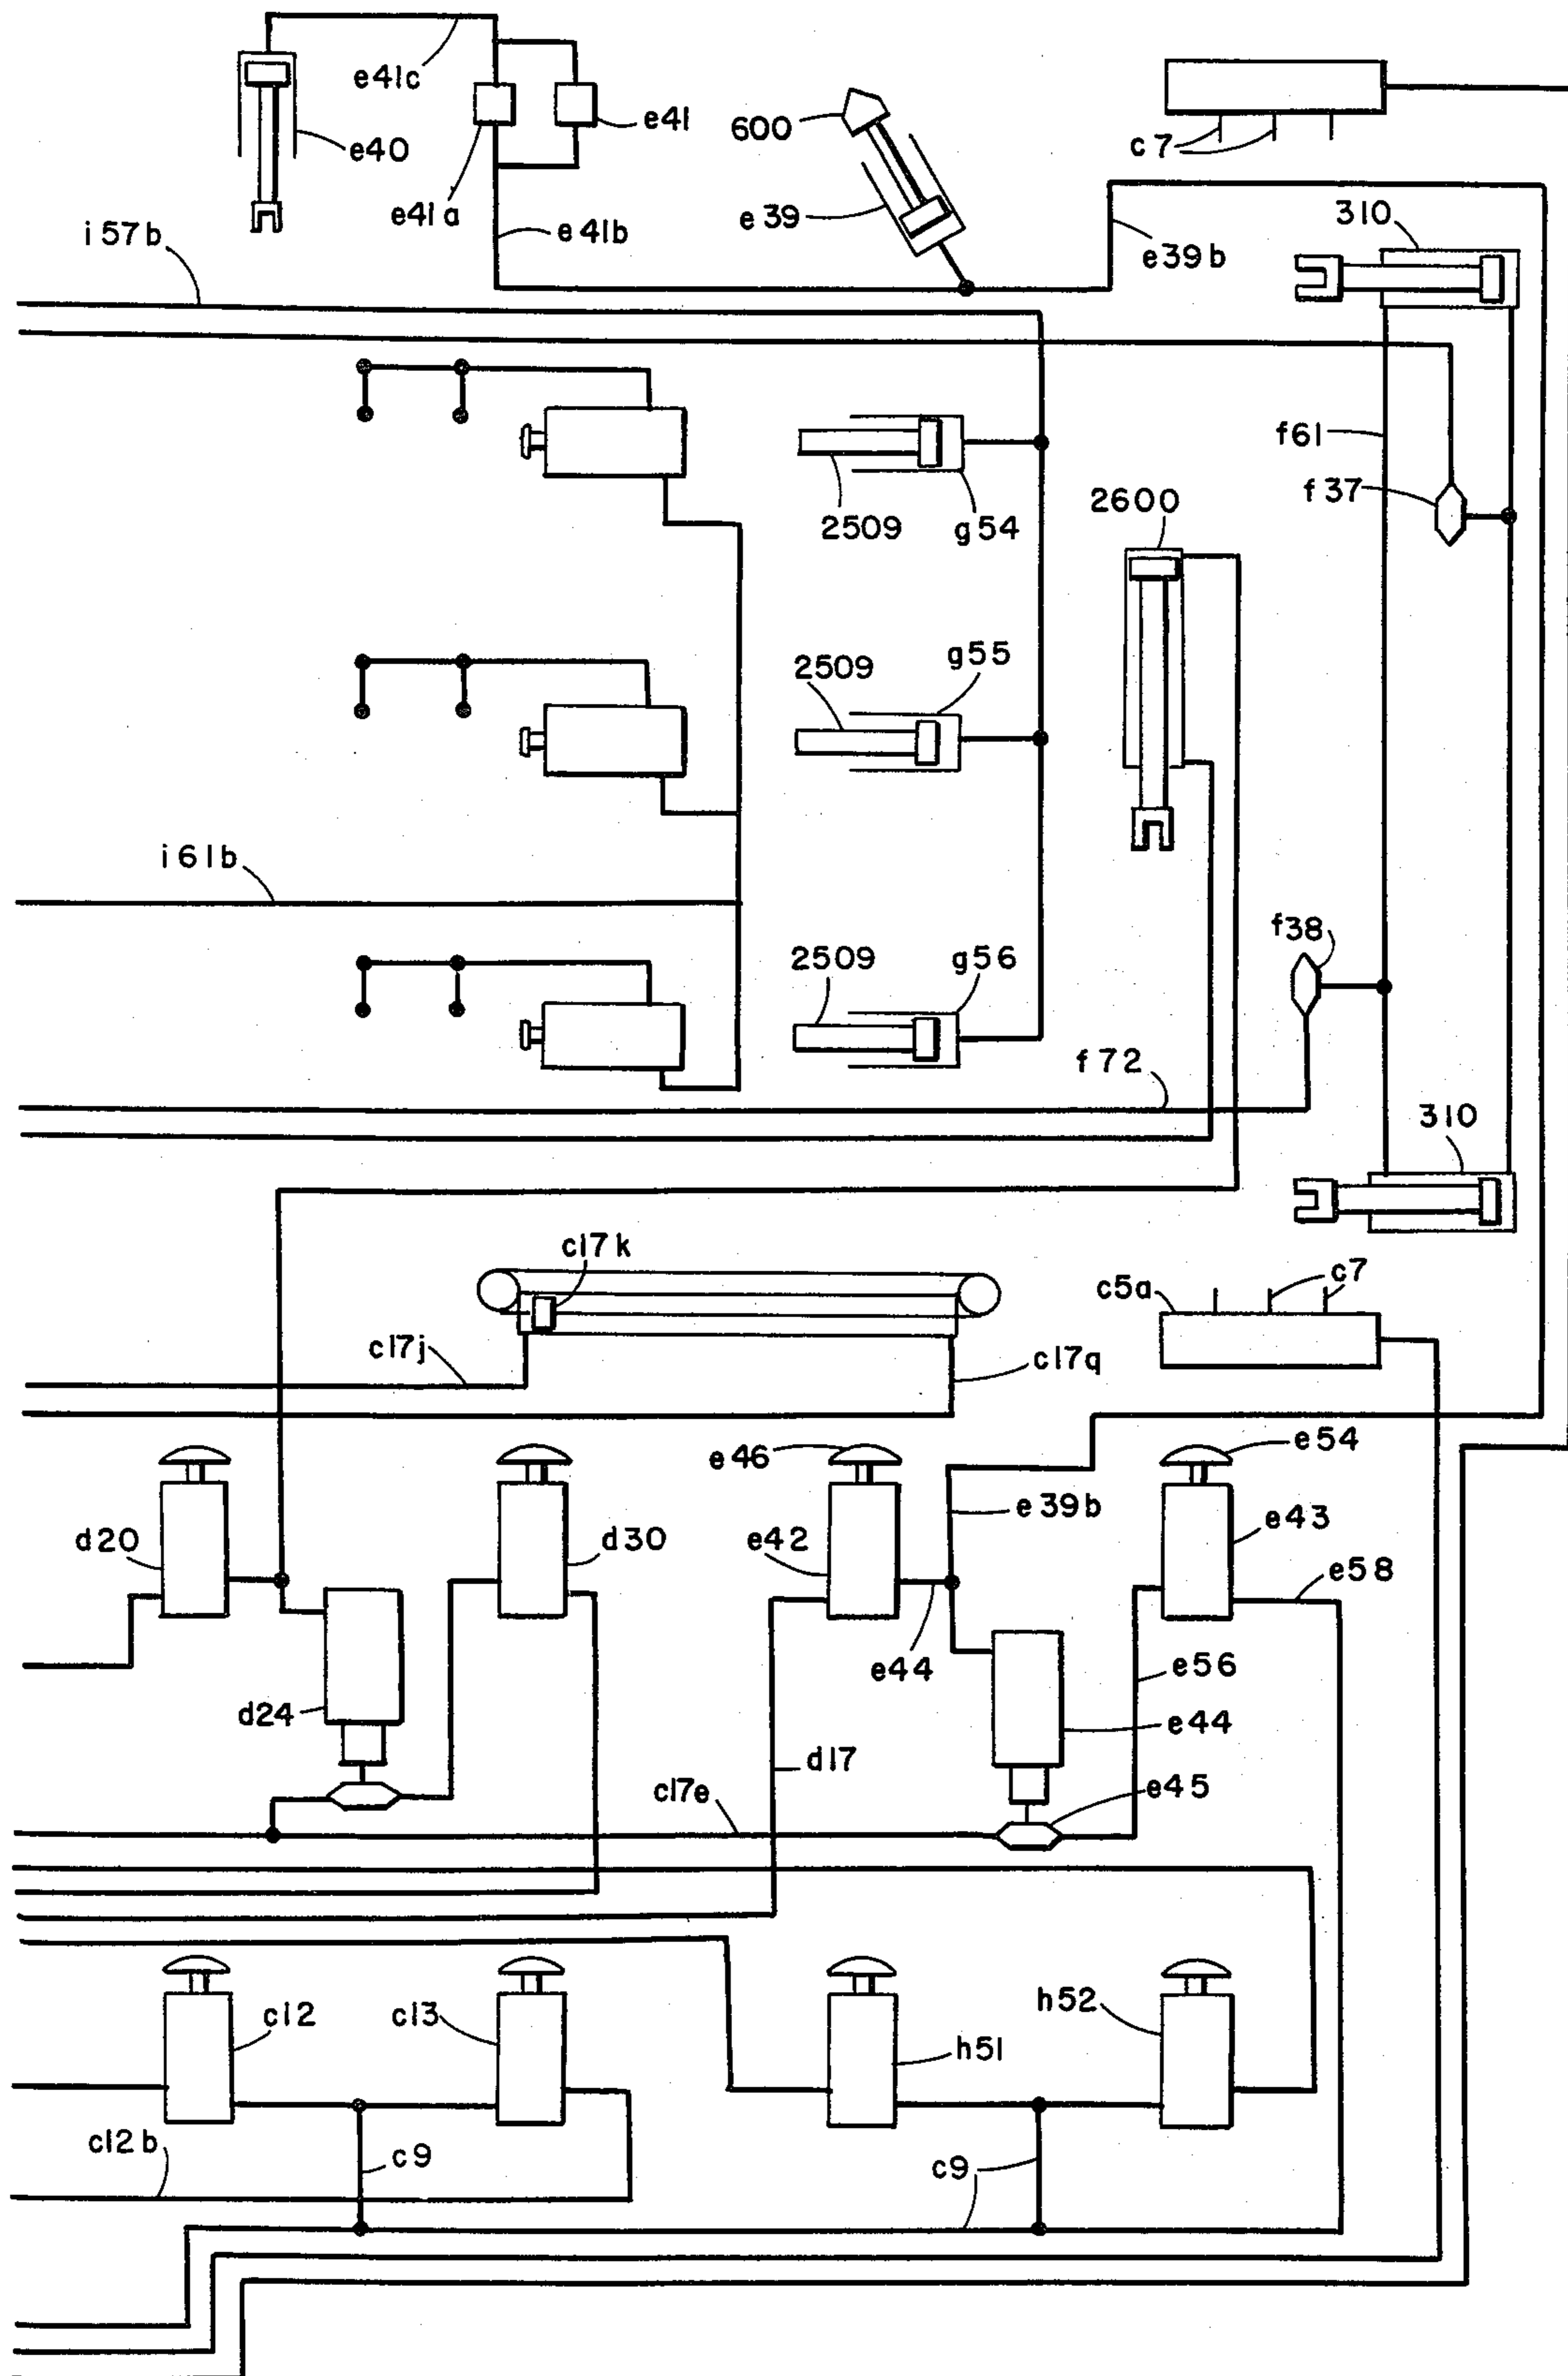 e41c
e41
e40
e41a
e41b
600
e39
c7
e39b
310
i57b
f61
f37
2509
g54
2600
2509
g55
i61b
2509
g56
f38
f72
310
c17k
c17j
c17q
c5a
c7
d20
d30
e46
e39b
e54
e42
e43
e58
e44
e56
d24
d17
e44
c17e
e45
c12
c13
h51
h52
c12b
c9
c9